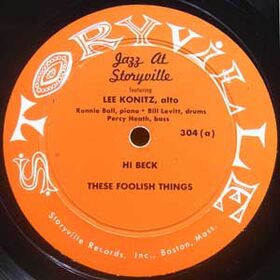 STORYVILLE
Jazz At
Storyville
featuring
LEE KONITZ, alto
Ronnie Ball, piano • Bill Levitt, drums
Percy Heath, bass
304 (a)
HI BECK
THESE FOOLISH THINGS
Storyville Records, Inc., Boston, Mass.